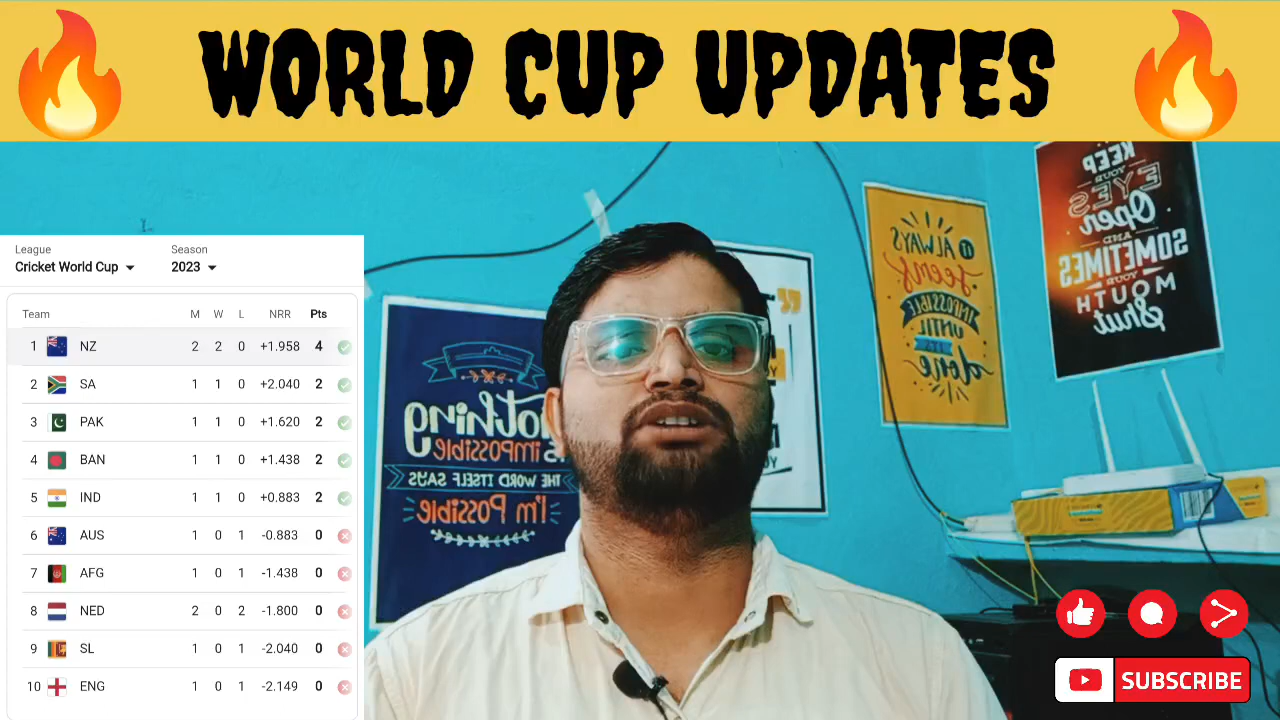 WORLD CUP UPDATES
League
Season
Cricket World Cup
2023
Team M W L NRR Pts
1 NZ 2 2 0 +1.958 4
2 SA 1 1 0 +2.040 2
3 PAK 1 1 0 +1.620 2
4 BAN 1 1 0 +1.438 2
5 IND 1 1 0 +0.883 2
6 AUS 1 0 1 -0.883 0
7 AFG 1 0 1 -1.438 0
8 NED 2 0 2 -1.800 0
9 SL 1 0 1 -2.040 0
10 ENG 1 0 1 -2.149 0
nothing
is impossible
THE WORD ITSELF SAYS
I'm Possible
IT ALWAYS
seems
IMPOSSIBLE
UNTIL
IT'S
done
KEEP
YOUR
EYES
Open
AND
SOMETIMES
MOUTH
Shut
SUBSCRIBE